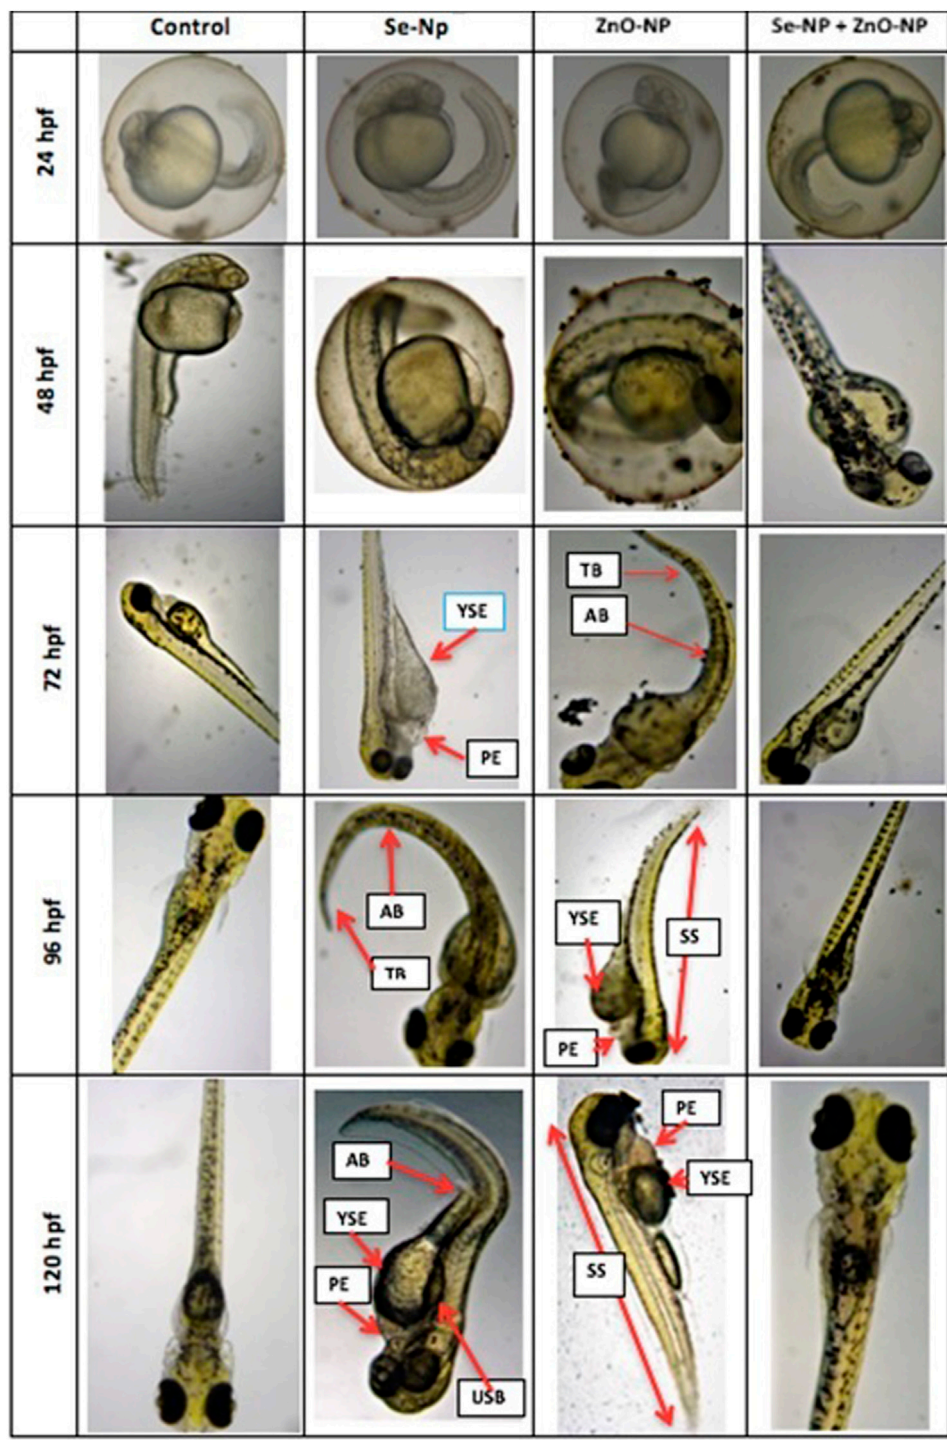 Control Se-Np ZnO-NP Se-NP + ZnO-NP
24 hpf
48 hpf
72 hpf
YSE
PE
TB
AB
96 hpf
AB
TB
YSE
SS
PE
120 hpf
AB
YSE
PE
USB
PE
YSE
SS